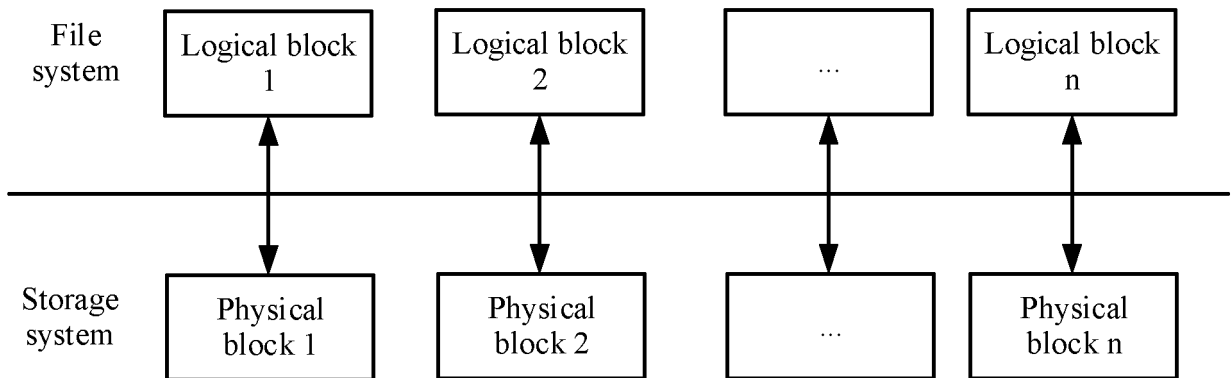 File
system
Logical block
1
Logical block
2
...
Logical block
n
Storage
system
Physical
block 1
Physical
block 2
...
Physical
block n